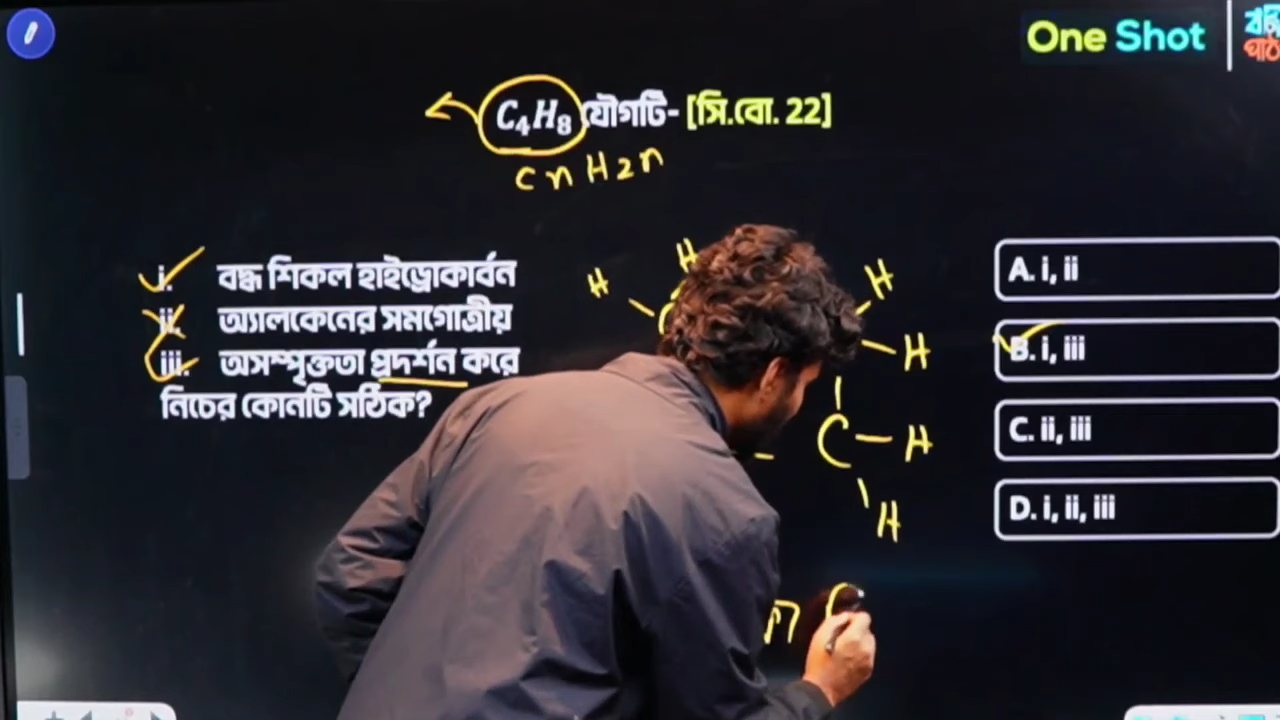 One Shot
C₄H₈ যৌগটি- [সি.বো. 22]
CnH2n
i. বদ্ধ শিকল হাইড্রোকার্বন
ii. অ্যালকেনের সমগোত্রীয়
iii. অসম্পৃক্ততা প্রদর্শন করে
নিচের কোনটি সঠিক?
H H H
H
C H
H
A. i, ii
B. i, iii
C. ii, iii
D. i, ii, iii